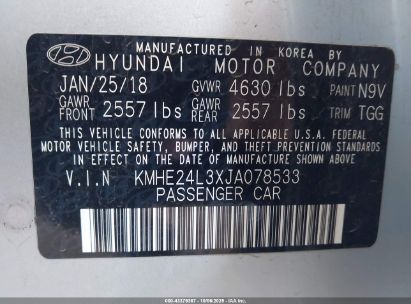 MANUFACTURED IN KOREA BY
HYUNDAI MOTOR COMPANY
JAN/25/18 GVWR 4630 lbs PAINT N9V
GAWR FRONT 2557 lbs GAWR REAR 2557 lbs TRIM TGG
THIS VEHICLE CONFORMS TO ALL APPLICABLE U.S.A. FEDERAL
MOTOR VEHICLE SAFETY, BUMPER, AND THEFT PREVENTION
STANDARDS IN EFFECT ON THE DATE OF MANUFACTURE SHOWN ABOVE.
V.I.N KMHE24L3XJA078533
PASSENGER CAR